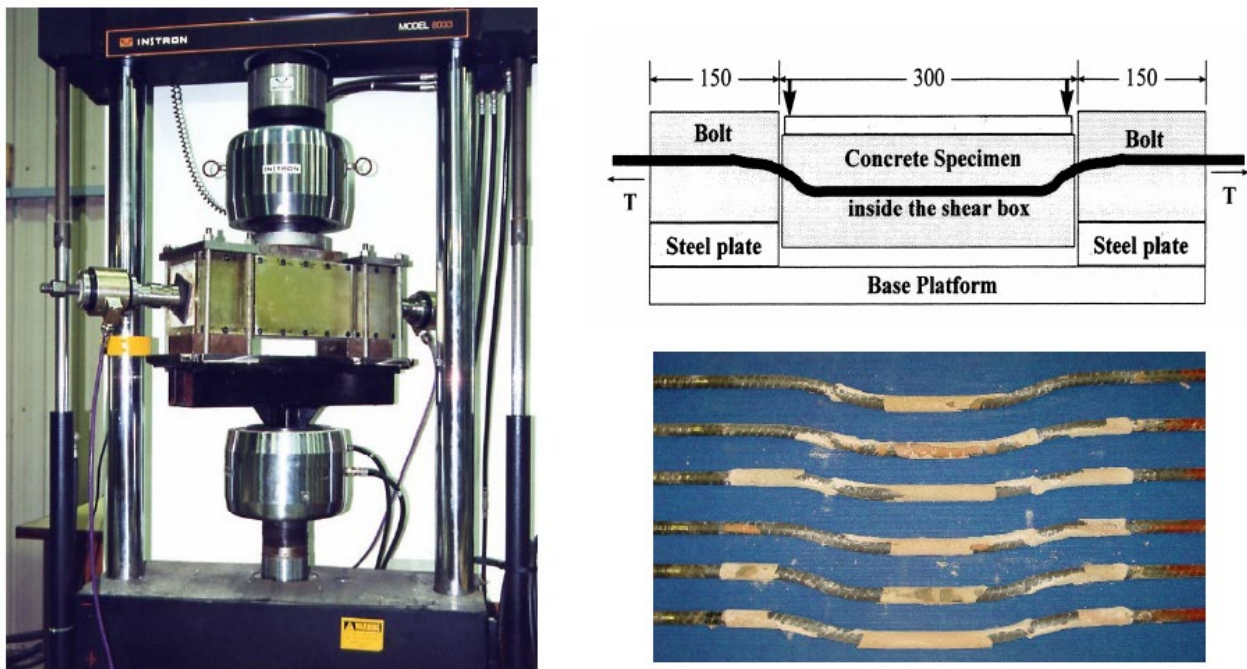 INSTRON
MODEL 8033
INSTRON
WARNING
150
300
150
Bolt
Bolt
Concrete Specimen
T
T
inside the shear box
Steel plate
Steel plate
Base Platform